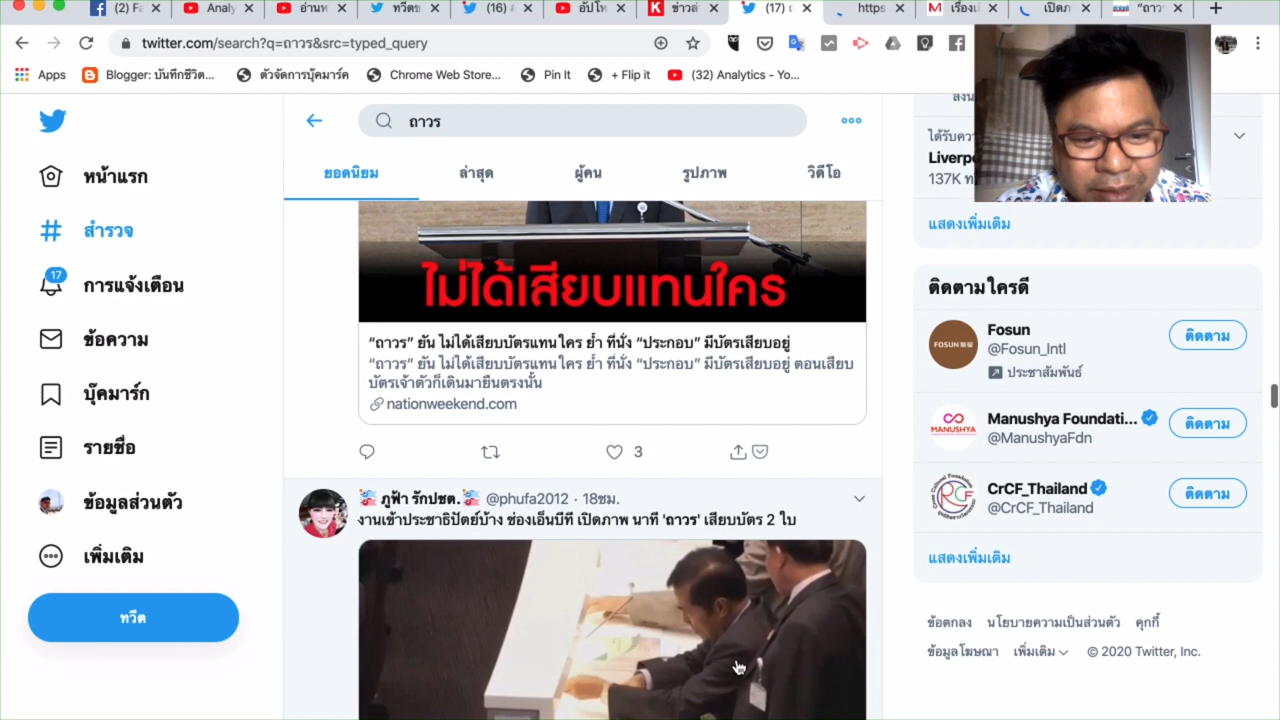 (2) Fa
Analy
อ่านท
ทวีตข
(16)
อัปโห
ข่าวล่
(17) ถ
https
เรื่องเ
เปิดภ
"ถาว
twitter.com/search?q=ถาวร&src=typed_query
Apps
Blogger: บันทึกชีวิต...
ตัวจัดการบุ๊คมาร์ค
Chrome Web Store...
Pin It
+ Flip it
(32) Analytics - Yo...
ถาวร
ยอดนิยม
ล่าสุด
ผู้คน
รูปภาพ
วิดีโอ
หน้าแรก
สำรวจ
17
การแจ้งเตือน
ข้อความ
บุ๊คมาร์ก
รายชื่อ
ข้อมูลส่วนตัว
เพิ่มเติม
ทวีต
ไม่ได้เสียบแทนใคร
“ถาวร” ยัน ไม่ได้เสียบบัตรแทนใคร ย้ำ ที่นั่ง “ประกอบ” มีบัตรเสียบอยู่
“ถาวร” ยัน ไม่ได้เสียบบัตรแทนใคร ย้ำ ที่นั่ง “ประกอบ” มีบัตรเสียบอยู่ ตอนเสียบ
บัตรเจ้าตัวก็เดินมายืนตรงนั้น
nationweekend.com
3
ภูฟ้า รักปชต. @phufa2012 · 18ชม.
งานเข้าประชาธิปัตย์บ้าง ช่องเอ็นบีที เปิดภาพ นาที 'ถาวร' เสียบบัตร 2 ใบ
ได้รับควา
Liverpo
137K ท
แสดงเพิ่มเติม
ติดตามใครดี
FOSUN
Fosun
@Fosun_Intl
ประชาสัมพันธ์
ติดตาม
MANUSHYA
Manushya Foundati...
@ManushyaFdn
ติดตาม
CrCF_Thailand
@CrCF_Thailand
ติดตาม
แสดงเพิ่มเติม
ข้อตกลง นโยบายความเป็นส่วนตัว คุกกี้
ข้อมูลโฆษณา เพิ่มเติม © 2020 Twitter, Inc.